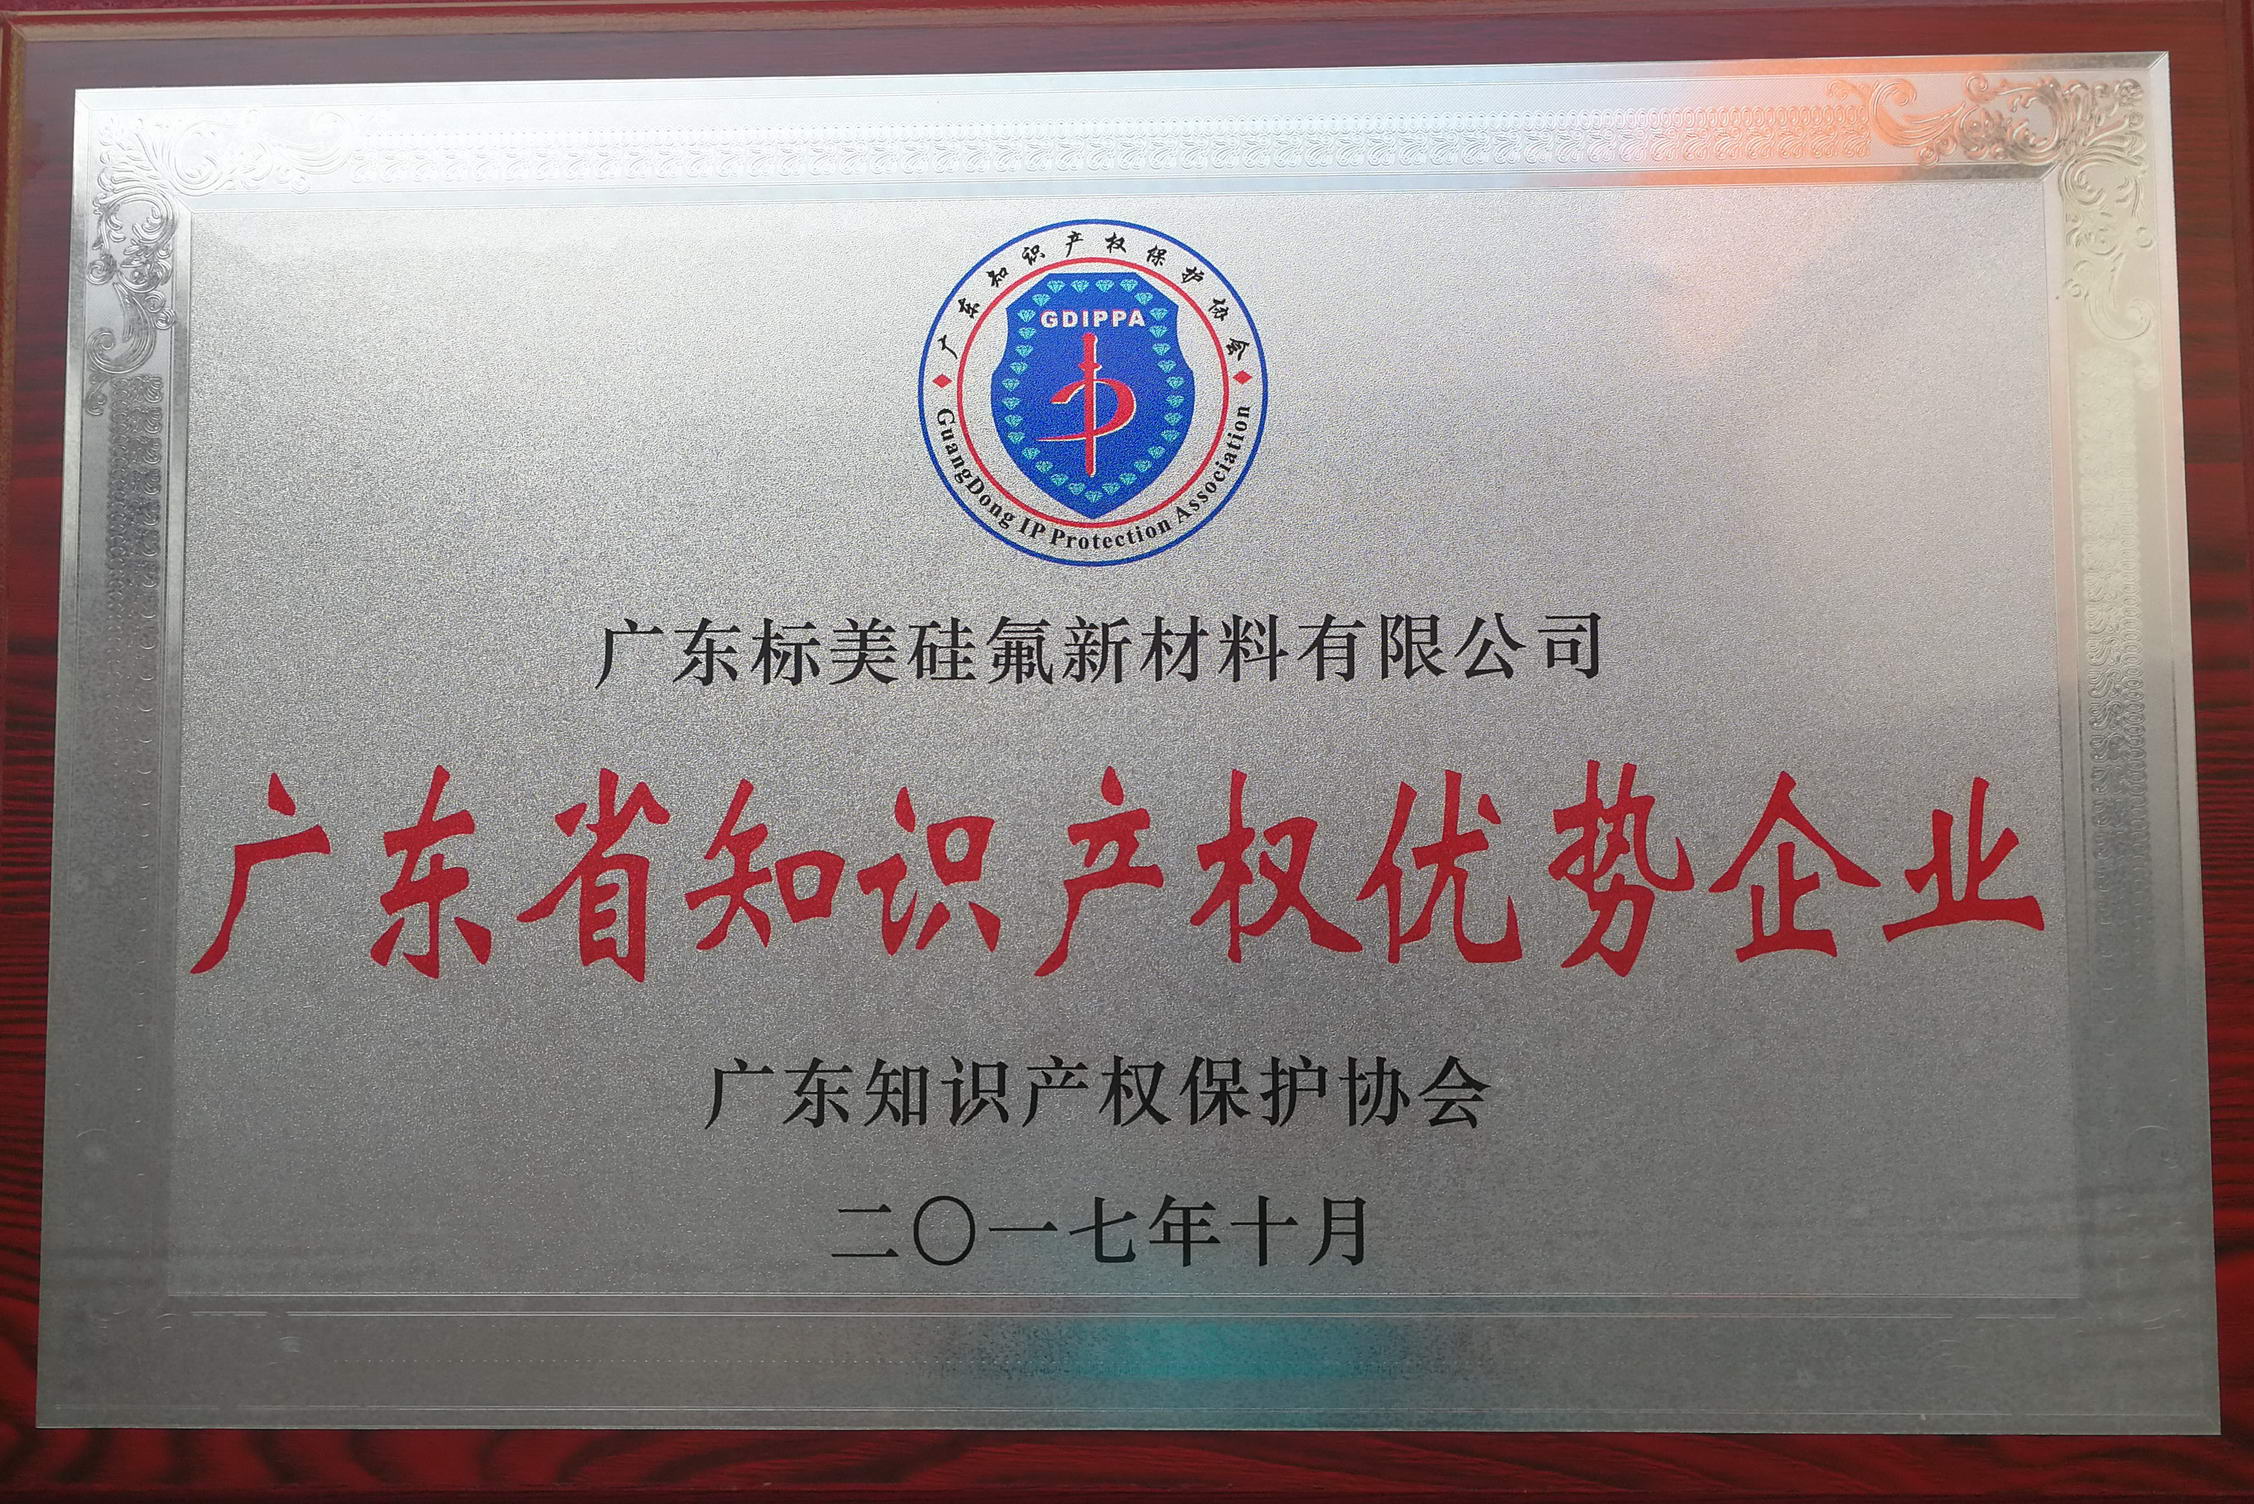 广东知识产权保护协会
GDIPPA
GuangDong IP Protection Association
广东标美硅氟新材料有限公司
广东省知识产权优势企业
广东知识产权保护协会
二〇一七年十月